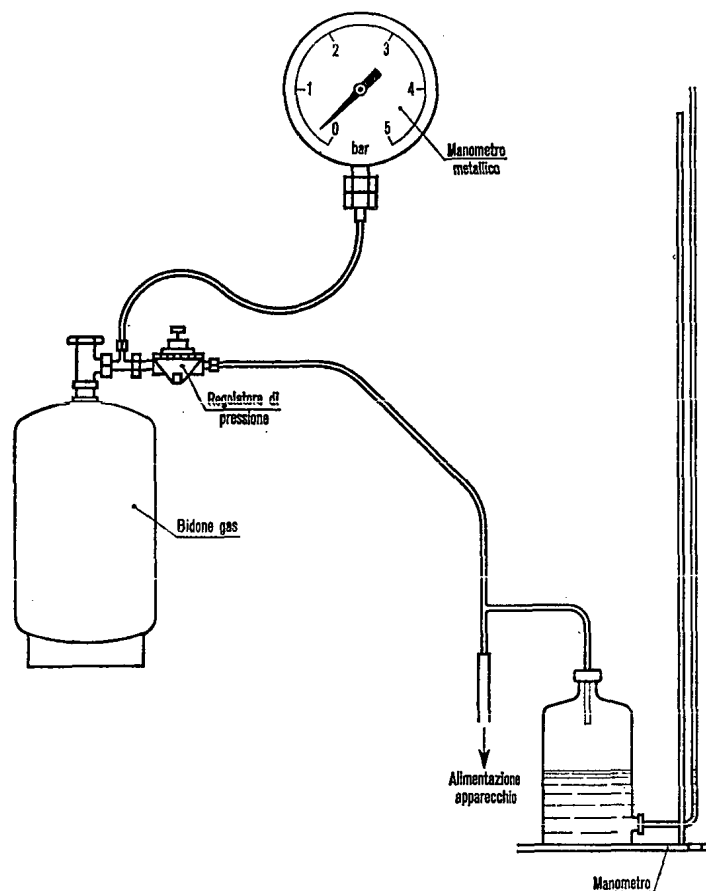 2
3
1
4
0
5
bar
Manometro
metallico
Regolatore di
pressione
Bidone gas
Alimentazione
apparecchio
Manometro